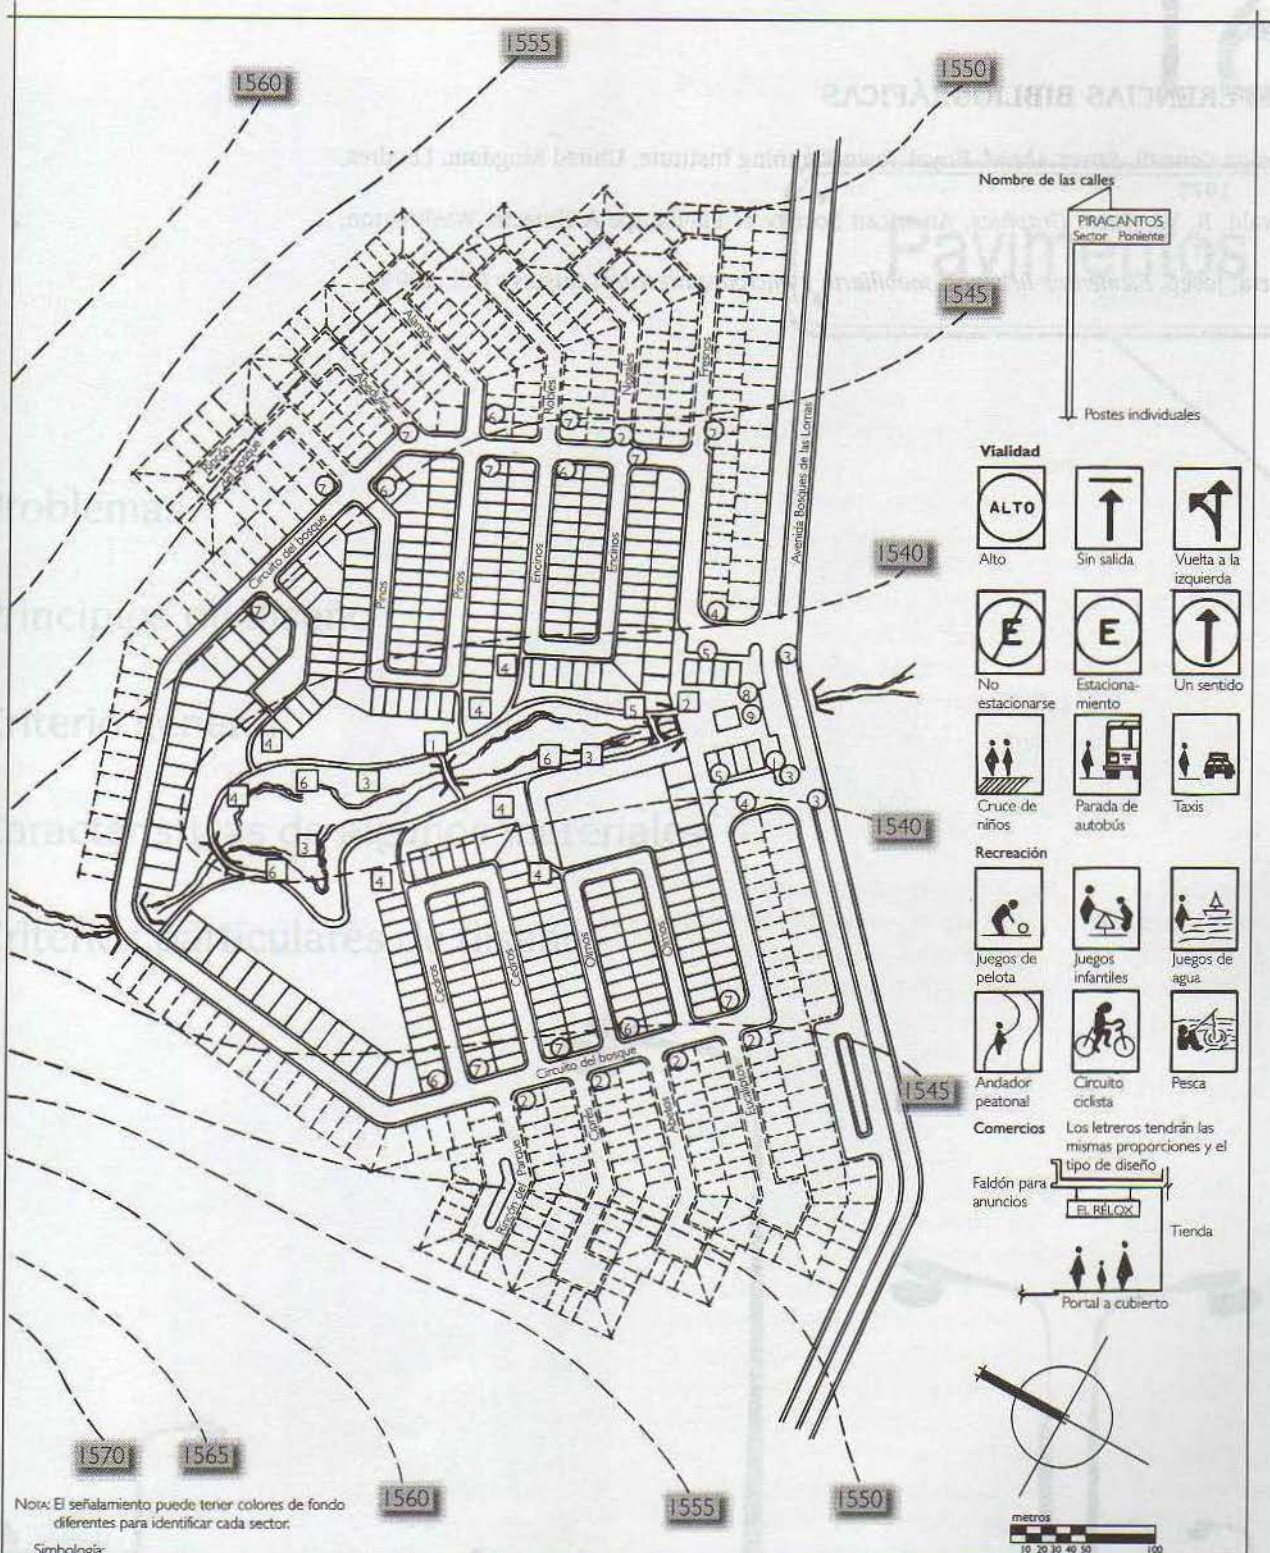 1555
1560
1550
Nombre de las calles
PIRACANTOS
Sector Poniente
1545
Postes individuales
Alamos
Robles
Nogales
Fresnos
Avenida Bosques de las Lomas
Rincón del bosque
Circuito del bosque
Pinos
Pinos
Encinos
Encinos
1540
Vialidad
ALTO
Alto
Sin salida
Vuelta a la
izquierda
E
No
estacionarse
E
Estaciona-
miento
Un sentido
Cruce de
niños
Parada de
autobús
Taxis
1540
Recreación
Juegos de
pelota
Juegos
infantiles
Juegos de
agua
Andador
peatonal
Circuito
ciclista
Pesca
Cedros
Cedros
Olmos
Olmos
Circuito del bosque
Rincón del Parque
Ciprés
Eucaliptos
1545
Comercios
Los letreros tendrán las
mismas proporciones y el
tipo de diseño
Faldón para
anuncios
EL RELOX
Tienda
Portal a cubierto
1570
1565
1560
1555
1550
NOTA: El señalamiento puede tener colores de fondo
diferentes para identificar cada sector.
Simbología:
metros
10 20 30 40 50 100